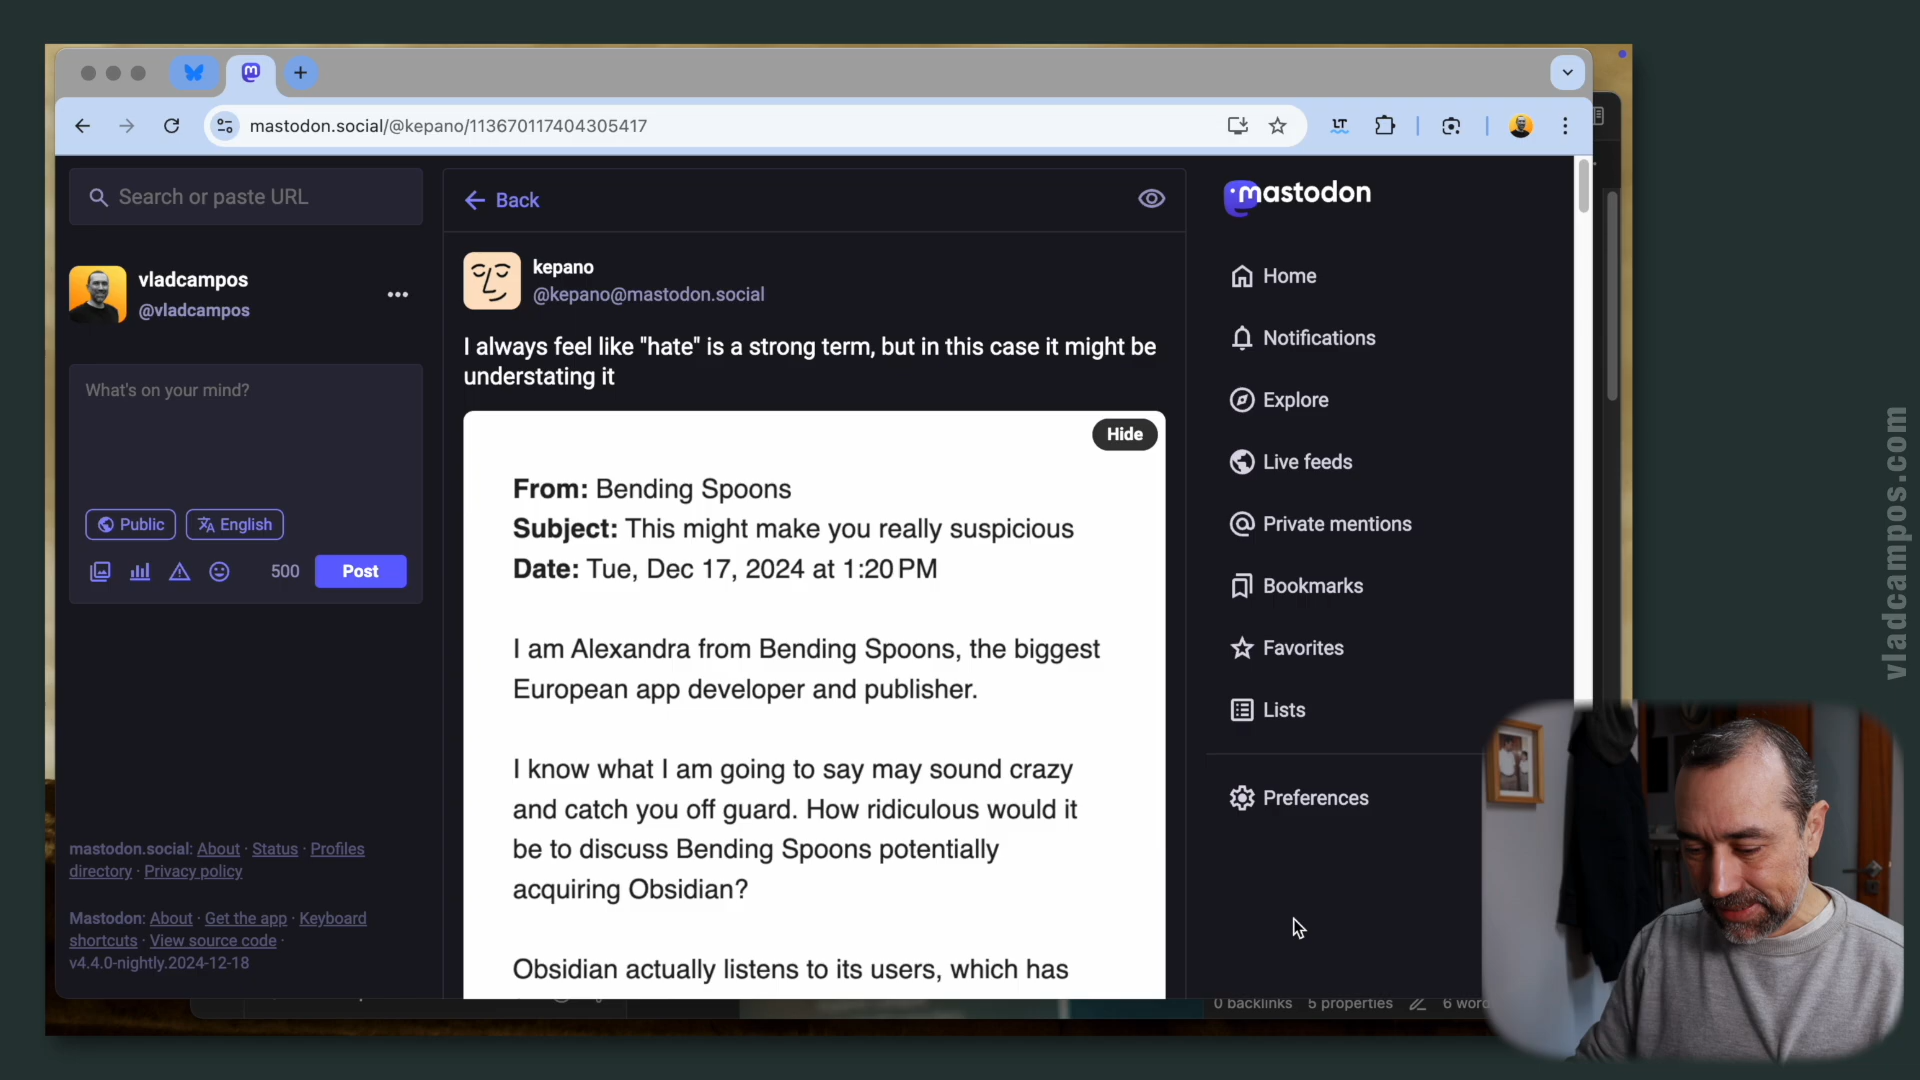 mastodon.social/@kepano/113670117404305417
LT
Search or paste URL
vladcampos
@vladcampos
What's on your mind?
Public
English
500
Post
mastodon.social: About · Status · Profiles
directory · Privacy policy
Mastodon: About · Get the app · Keyboard
shortcuts · View source code ·
v4.4.0-nightly.2024-12-18
Back
kepano
@kepano@mastodon.social
I always feel like "hate" is a strong term, but in this case it might be
understating it
Hide
From: Bending Spoons
Subject: This might make you really suspicious
Date: Tue, Dec 17, 2024 at 1:20 PM
I am Alexandra from Bending Spoons, the biggest
European app developer and publisher.
I know what I am going to say may sound crazy
and catch you off guard. How ridiculous would it
be to discuss Bending Spoons potentially
acquiring Obsidian?
Obsidian actually listens to its users, which has
mastodon
Home
Notifications
Explore
Live feeds
Private mentions
Bookmarks
Favorites
Lists
Preferences
0 backlinks
5 properties
6 word
vladcampos.com